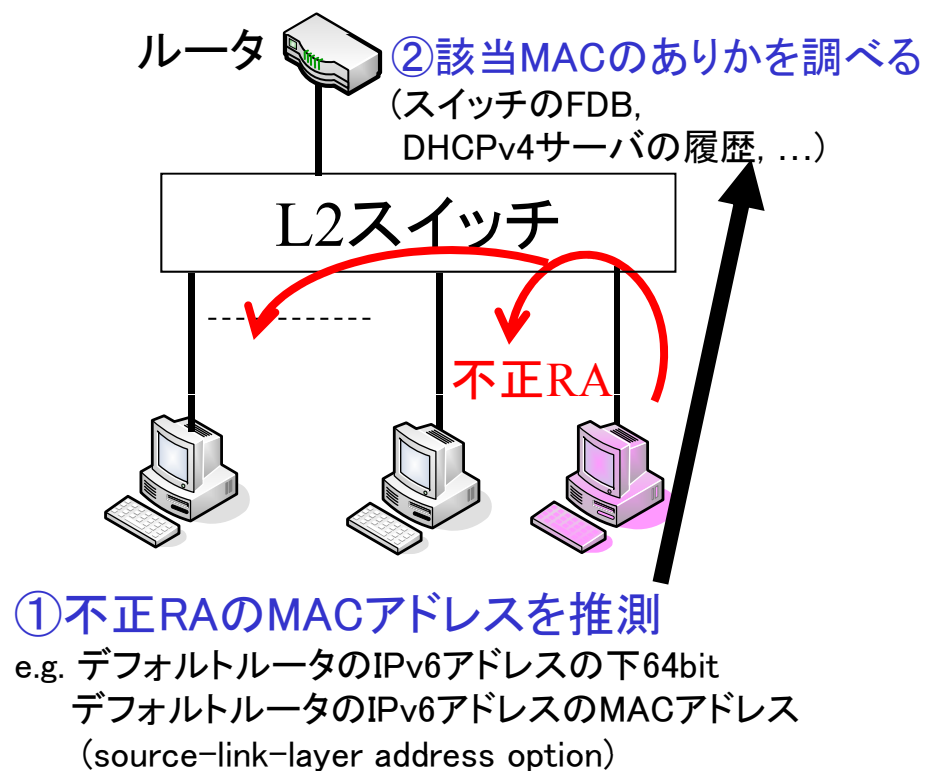 ルータ
②該当MACのありかを調べる
(スイッチのFDB,
DHCPv4サーバの履歴, …)
L2スイッチ
不正RA
①不正RAのMACアドレスを推測
e.g. デフォルトルータのIPv6アドレスの下64bit
デフォルトルータのIPv6アドレスのMACアドレス
(source-link-layer address option)